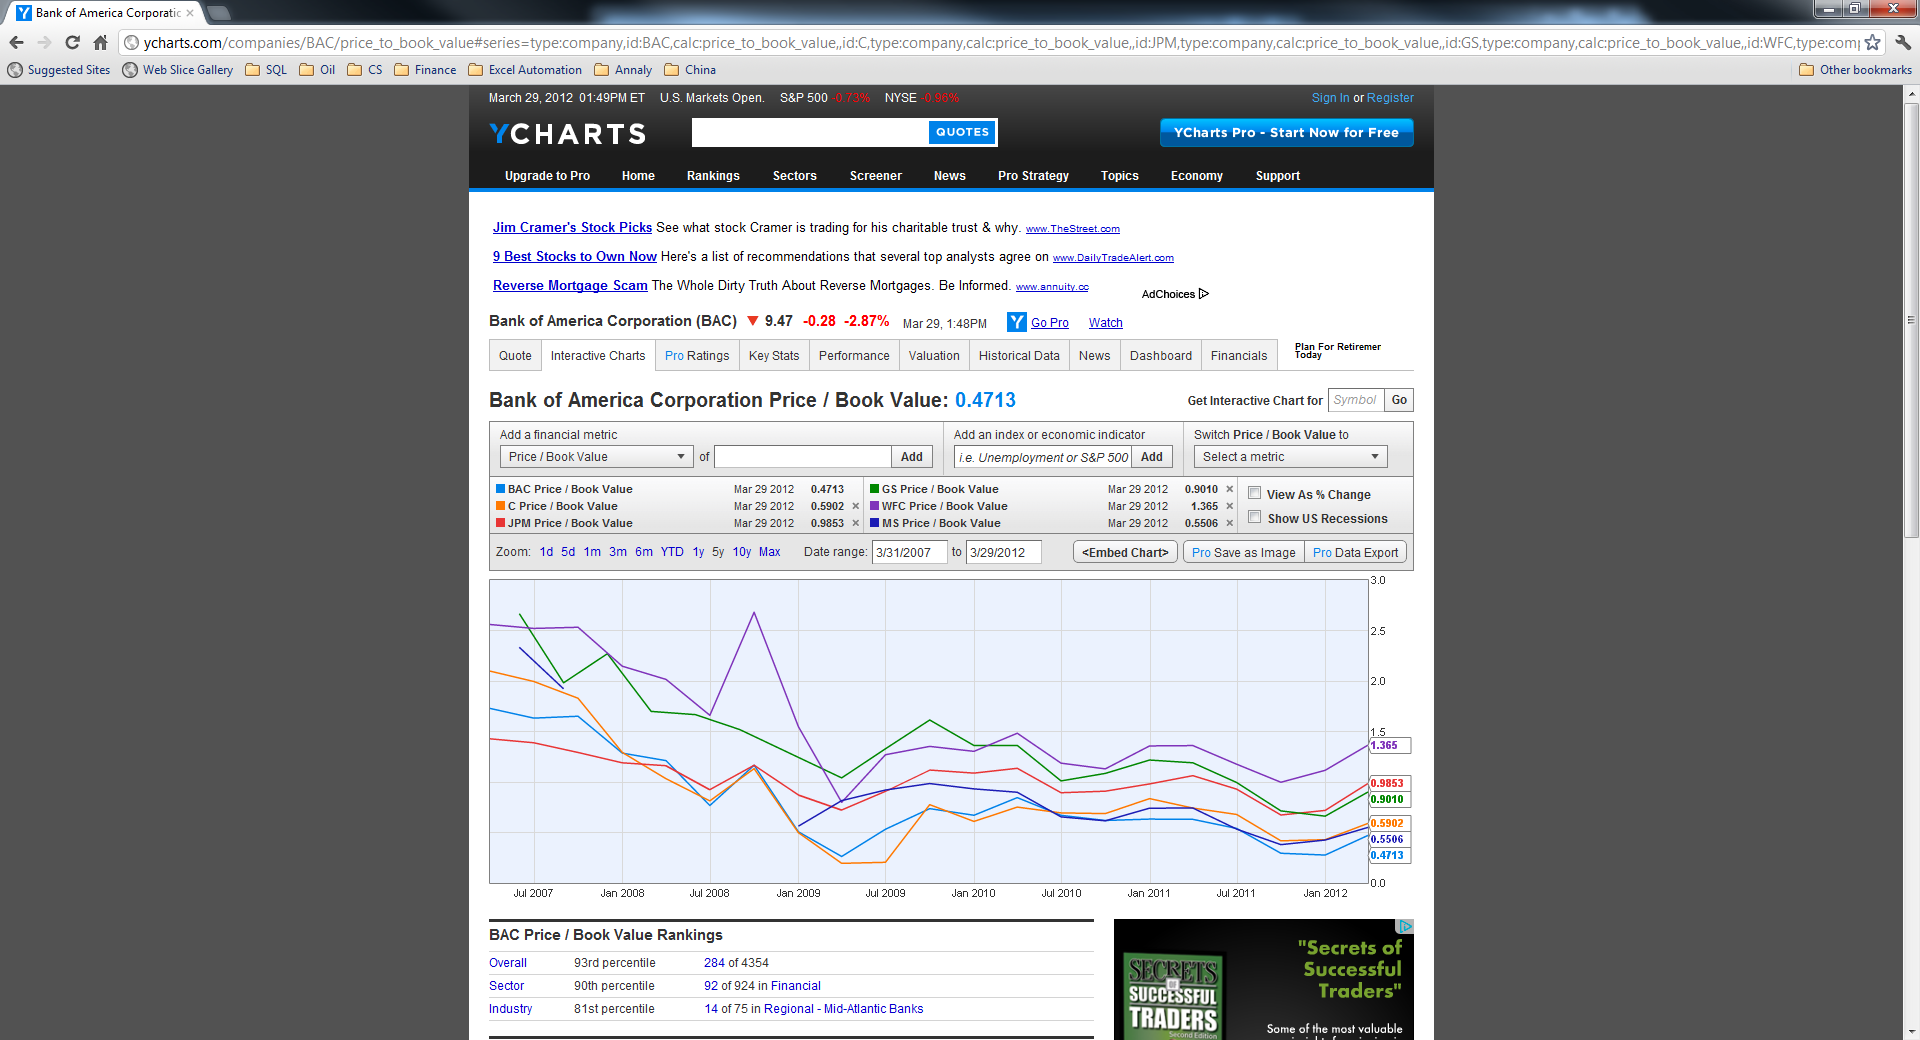 Bank of America Corporatic
ycharts.com/companies/BAC/price_to_book_value#series=type:company,id:BAC,calc:price_to_book_value,,id:C,type:company,calc:price_to_book_value,,id:JPM,type:company,calc:price_to_book_value,,id:GS,type:company,calc:price_to_book_value,,id:WFC,type:comp
Suggested Sites Web Slice Gallery SQL Oil CS Finance Excel Automation Annaly China Other bookmarks
March 29, 2012 01:49PM ET U.S. Markets Open. S&P 500 -0.73% NYSE -0.96% Sign In or Register
YCHARTS QUOTES YCharts Pro - Start Now for Free
Upgrade to Pro Home Rankings Sectors Screener News Pro Strategy Topics Economy Support
Jim Cramer's Stock Picks See what stock Cramer is trading for his charitable trust & why. www.TheStreet.com
9 Best Stocks to Own Now Here's a list of recommendations that several top analysts agree on www.DailyTradeAlert.com
Reverse Mortgage Scam The Whole Dirty Truth About Reverse Mortgages. Be Informed. www.annuity.cc
AdChoices
Bank of America Corporation (BAC) ▼ 9.47 -0.28 -2.87% Mar 29, 1:48PM Y Go Pro Watch
Quote Interactive Charts Pro Ratings Key Stats Performance Valuation Historical Data News Dashboard Financials
Plan For Retiremer
Today
Bank of America Corporation Price / Book Value: 0.4713 Get Interactive Chart for Symbol Go
Add a financial metric Add an index or economic indicator Switch Price / Book Value to
Price / Book Value of Add i.e. Unemployment or S&P 500 Add Select a metric
BAC Price / Book Value Mar 29 2012 0.4713 GS Price / Book Value Mar 29 2012 0.9010 ×
C Price / Book Value Mar 29 2012 0.5902 × WFC Price / Book Value Mar 29 2012 1.365 ×
JPM Price / Book Value Mar 29 2012 0.9853 × MS Price / Book Value Mar 29 2012 0.5506 ×
View As % Change
Show US Recessions
Zoom: 1d 5d 1m 3m 6m YTD 1y 5y 10y Max Date range: 3/31/2007 to 3/29/2012 <Embed Chart> Pro Save as Image Pro Data Export
3.0
2.5
2.0
1.5
1.365
0.9853
0.9010
0.5902
0.5506
0.4713
0.0
Jul 2007 Jan 2008 Jul 2008 Jan 2009 Jul 2009 Jan 2010 Jul 2010 Jan 2011 Jul 2011 Jan 2012
BAC Price / Book Value Rankings
Overall 93rd percentile 284 of 4354
Sector 90th percentile 92 of 924 in Financial
Industry 81st percentile 14 of 75 in Regional - Mid-Atlantic Banks
"Secrets of
Successful
Traders"
SECRETS
OF
SUCCESSFUL
TRADERS
Second Edition
Some of the most valuable